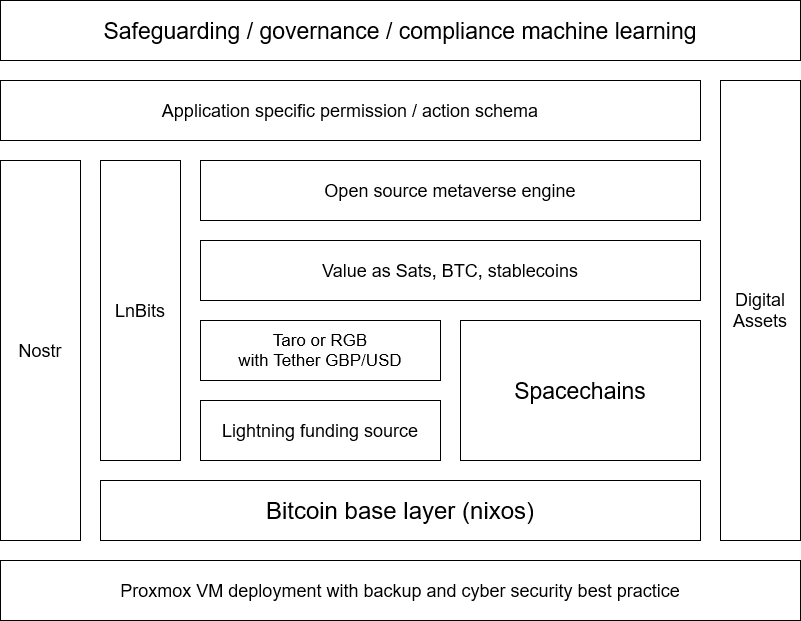 Safeguarding / governance / compliance machine learning
Application specific permission / action schema
Open source metaverse engine
Value as Sats, BTC, stablecoins
Digital
Assets
LnBits
Nostr
Taro or RGB
with Tether GBP/USD
Spacechains
Lightning funding source
Bitcoin base layer (nixos)
Proxmox VM deployment with backup and cyber security best practice